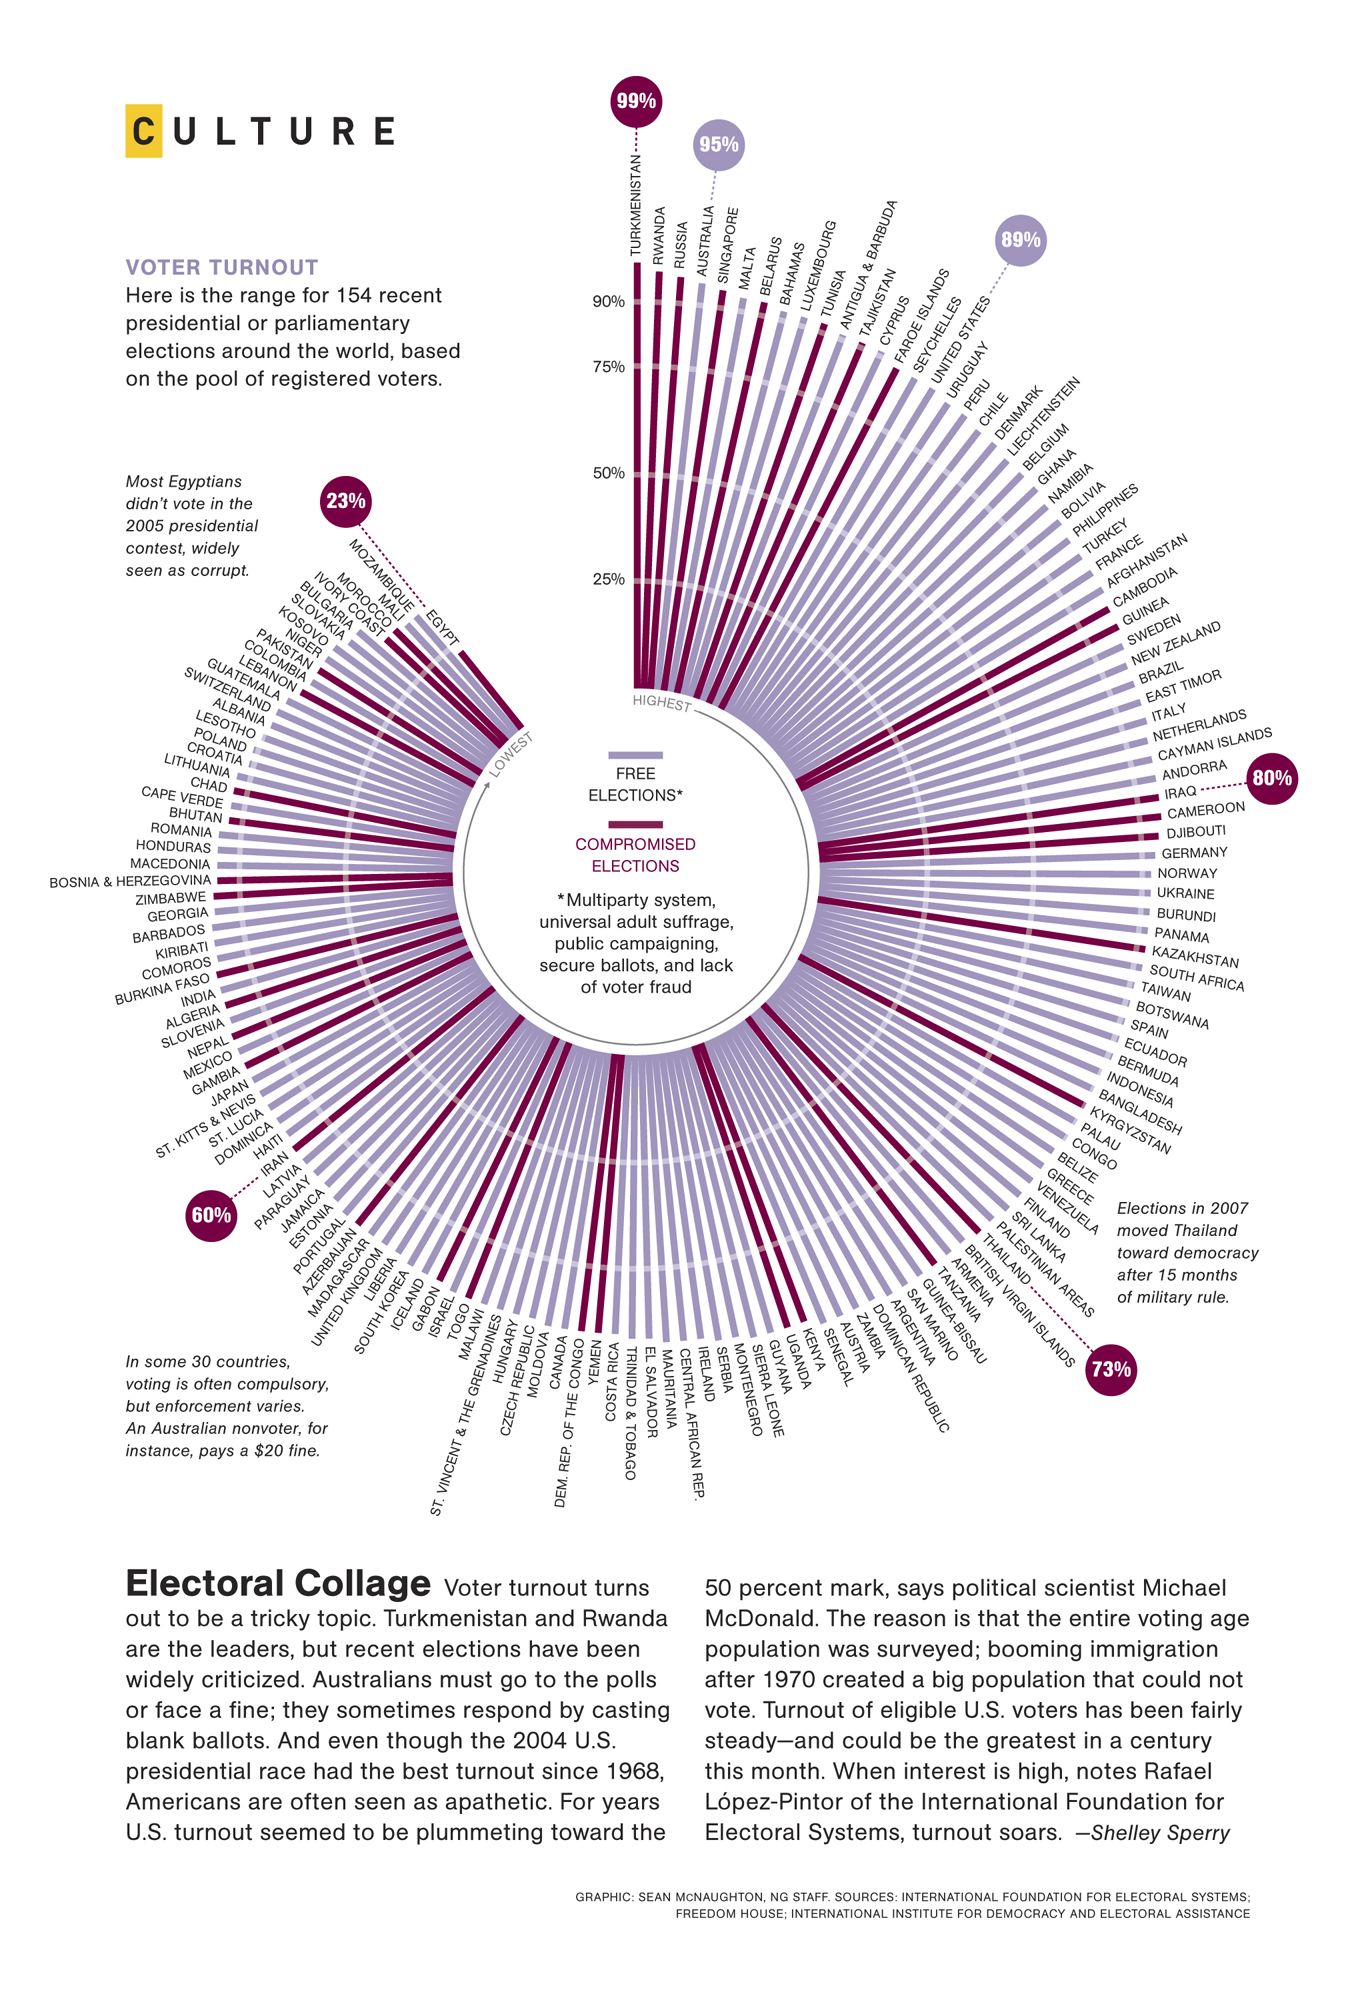 CULTURE
VOTER TURNOUT
Here is the range for 154 recent
presidential or parliamentary
elections around the world, based
on the pool of registered voters.
Most Egyptians
didn’t vote in the
2005 presidential
contest, widely
seen as corrupt.
99%
95%
89%
80%
73%
60%
23%
90%
75%
50%
25%
TURKMENISTAN
RWANDA
RUSSIA
AUSTRALIA
SINGAPORE
MALTA
BELARUS
BAHAMAS
LUXEMBOURG
TUNISIA
ANTIGUA & BARBUDA
TAJIKISTAN
CYPRUS
FAROE ISLANDS
SEYCHELLES
UNITED STATES
URUGUAY
PERU
CHILE
DENMARK
LIECHTENSTEIN
BELGIUM
GHANA
NAMIBIA
BOLIVIA
PHILIPPINES
TURKEY
FRANCE
AFGHANISTAN
CAMBODIA
GUINEA
SWEDEN
NEW ZEALAND
BRAZIL
EAST TIMOR
ITALY
NETHERLANDS
CAYMAN ISLANDS
ANDORRA
IRAQ
CAMEROON
DJIBOUTI
GERMANY
NORWAY
UKRAINE
BURUNDI
PANAMA
KAZAKHSTAN
SOUTH AFRICA
TAIWAN
BOTSWANA
SPAIN
ECUADOR
BERMUDA
INDONESIA
BANGLADESH
KYRGYZSTAN
PALAU
CONGO
BELIZE
GREECE
VENEZUELA
FINLAND
SRI LANKA
PALESTINIAN AREAS
THAILAND
BRITISH VIRGIN ISLANDS
ARMENIA
TANZANIA
GUINEA-BISSAU
SAN MARINO
ARGENTINA
DOMINICAN REPUBLIC
ZAMBIA
AUSTRIA
SENEGAL
KENYA
UGANDA
GUYANA
SIERRA LEONE
MONTENEGRO
SERBIA
IRELAND
CENTRAL AFRICAN REP.
MAURITANIA
EL SALVADOR
TRINIDAD & TOBAGO
COSTA RICA
YEMEN
DEM. REP. OF THE CONGO
CANADA
MOLDOVA
CZECH REPUBLIC
HUNGARY
ST. VINCENT & THE GRENADINES
MALAWI
TOGO
ISRAEL
GABON
ICELAND
SOUTH KOREA
LIBERIA
UNITED KINGDOM
MADAGASCAR
AZERBAIJAN
PORTUGAL
ESTONIA
JAMAICA
PARAGUAY
LATVIA
IRAN
HAITI
DOMINICA
ST. LUCIA
ST. KITTS & NEVIS
JAPAN
GAMBIA
MEXICO
NEPAL
SLOVENIA
ALGERIA
INDIA
BURKINA FASO
COMOROS
KIRIBATI
BARBADOS
GEORGIA
ZIMBABWE
BOSNIA & HERZEGOVINA
MACEDONIA
HONDURAS
ROMANIA
BHUTAN
CAPE VERDE
CHAD
LITHUANIA
CROATIA
POLAND
LESOTHO
ALBANIA
SWITZERLAND
GUATEMALA
LEBANON
COLOMBIA
PAKISTAN
NIGER
KOSOVO
SLOVAKIA
BULGARIA
IVORY COAST
MOROCCO
MALI
MOZAMBIQUE
EGYPT
HIGHEST
LOWEST
FREE
ELECTIONS*
COMPROMISED
ELECTIONS
*Multiparty system,
universal adult suffrage,
public campaigning,
secure ballots, and lack
of voter fraud
Elections in 2007
moved Thailand
toward democracy
after 15 months
of military rule.
In some 30 countries,
voting is often compulsory,
but enforcement varies.
An Australian nonvoter, for
instance, pays a $20 fine.
Electoral Collage Voter turnout turns
out to be a tricky topic. Turkmenistan and Rwanda
are the leaders, but recent elections have been
widely criticized. Australians must go to the polls
or face a fine; they sometimes respond by casting
blank ballots. And even though the 2004 U.S.
presidential race had the best turnout since 1968,
Americans are often seen as apathetic. For years
U.S. turnout seemed to be plummeting toward the
50 percent mark, says political scientist Michael
McDonald. The reason is that the entire voting age
population was surveyed; booming immigration
after 1970 created a big population that could not
vote. Turnout of eligible U.S. voters has been fairly
steady—and could be the greatest in a century
this month. When interest is high, notes Rafael
López-Pintor of the International Foundation for
Electoral Systems, turnout soars. —Shelley Sperry
GRAPHIC: SEAN McNAUGHTON, NG STAFF. SOURCES: INTERNATIONAL FOUNDATION FOR ELECTORAL SYSTEMS;
FREEDOM HOUSE; INTERNATIONAL INSTITUTE FOR DEMOCRACY AND ELECTORAL ASSISTANCE